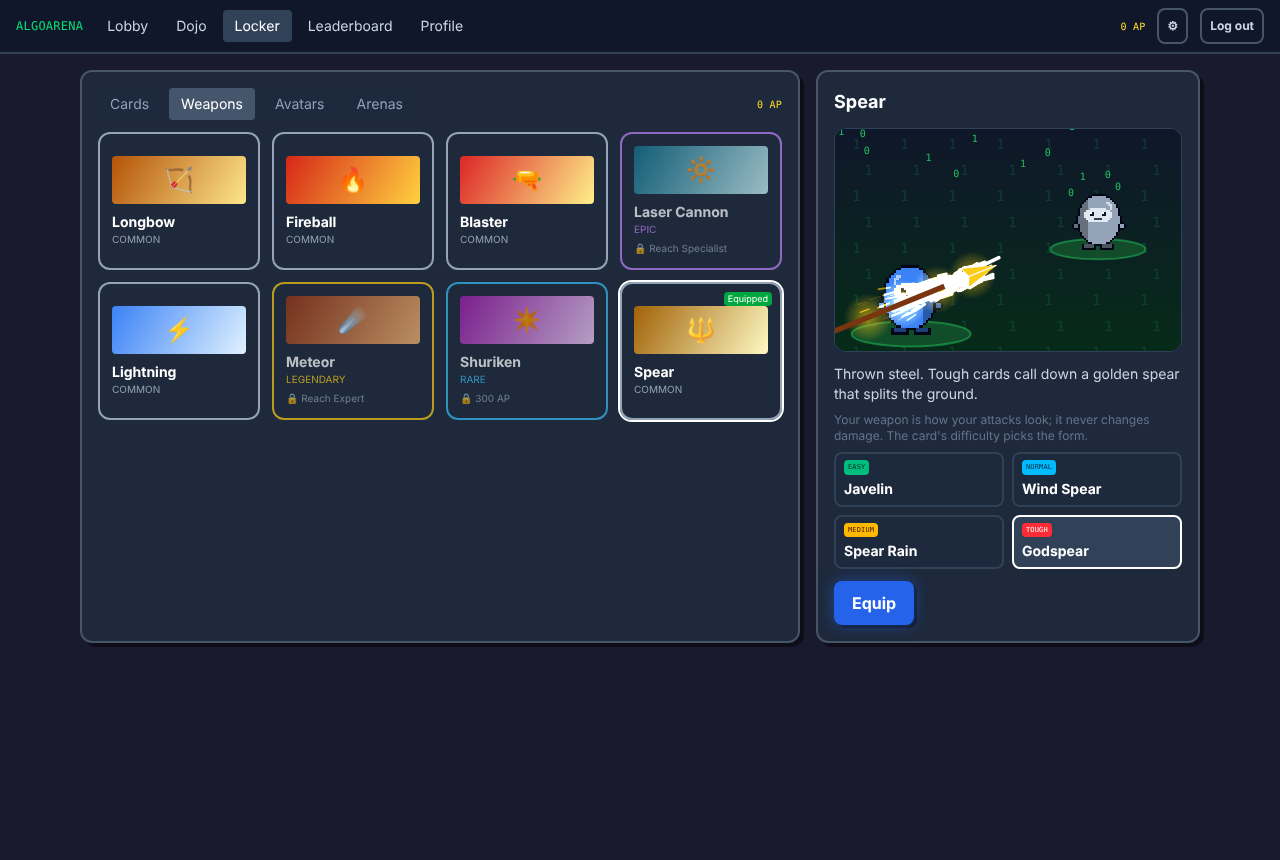 ALGOARENA Lobby Dojo Locker Leaderboard Profile 0 AP Log out
Cards Weapons Avatars Arenas 0 AP
Longbow
COMMON
Fireball
COMMON
Blaster
COMMON
Laser Cannon
EPIC
Reach Specialist
Lightning
COMMON
Meteor
LEGENDARY
Reach Expert
Shuriken
RARE
300 AP
Equipped
Spear
COMMON
Spear
Thrown steel. Tough cards call down a golden spear
that splits the ground.
Your weapon is how your attacks look; it never changes
damage. The card's difficulty picks the form.
EASY
Javelin
NORMAL
Wind Spear
MEDIUM
Spear Rain
TOUGH
Godspear
Equip